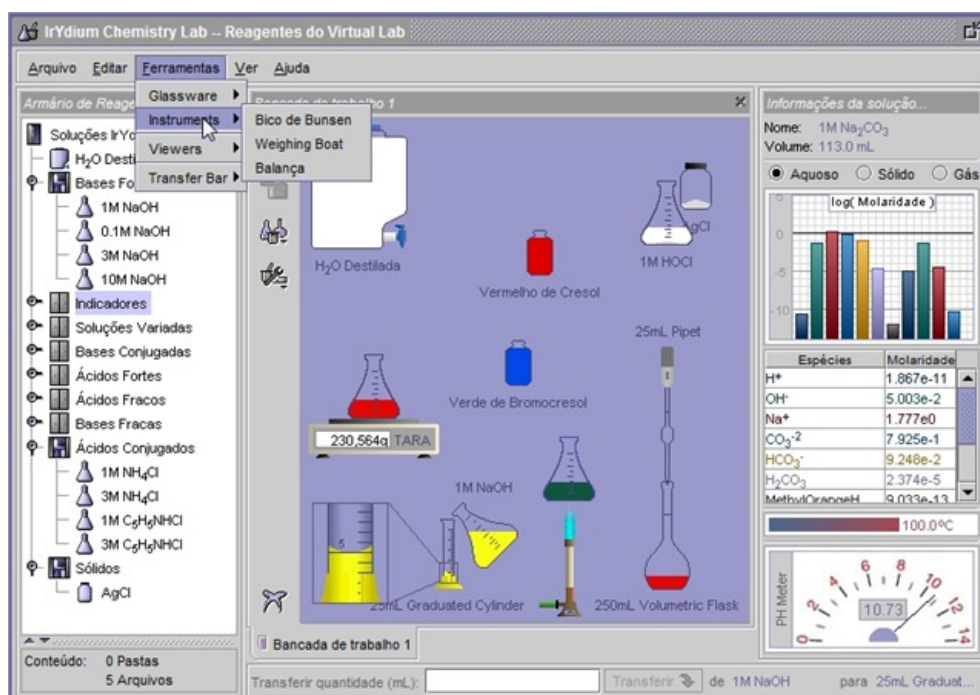 IrYdium Chemistry Lab -- Reagentes do Virtual Lab
Arquivo Editar Ferramentas Ver Ajuda
Glassware
Instruments
Viewers
Transfer Bar
Bico de Bunsen
Weighing Boat
Balança
Armário de Reage
Soluções IrY
H2O Desti
Bases Fo
1M NaOH
0.1M NaOH
3M NaOH
10M NaOH
Indicadores
Soluções Variadas
Bases Conjugadas
Ácidos Fortes
Ácidos Fracos
Bases Fracas
Ácidos Conjugados
1M NH4Cl
3M NH4Cl
1M C5H5NHCl
3M C5H5NHCl
Sólidos
AgCl
Conteúdo: 0 Pastas
5 Arquivos
Bancada de trabalho 1
H2O Destilada
AgCl
1M HOCl
Vermelho de Cresol
25mL Pipet
Verde de Bromocresol
230,564g TARA
1M NaOH
5
25mL Graduated Cylinder
250mL Volumetric Flask
Bancada de trabalho 1
Transferir quantidade (mL): Transferir de 1M NaOH para 25mL Graduat...
Informações da solução...
Nome: 1M Na2CO3
Volume: 113.0 mL
Aquoso Sólido Gás
log( Molaridade )
5
0
-5
-10
Espécies Molaridade
H+ 1.867e-11
OH- 5.003e-2
Na+ 1.777e0
CO3-2 7.925e-1
HCO3- 9.248e-2
H2CO3 2.374e-5
MethylOrangeH 9.033e-13
100.0ºC
PH Meter
0 2 4 6 8 10 12 14
10.73